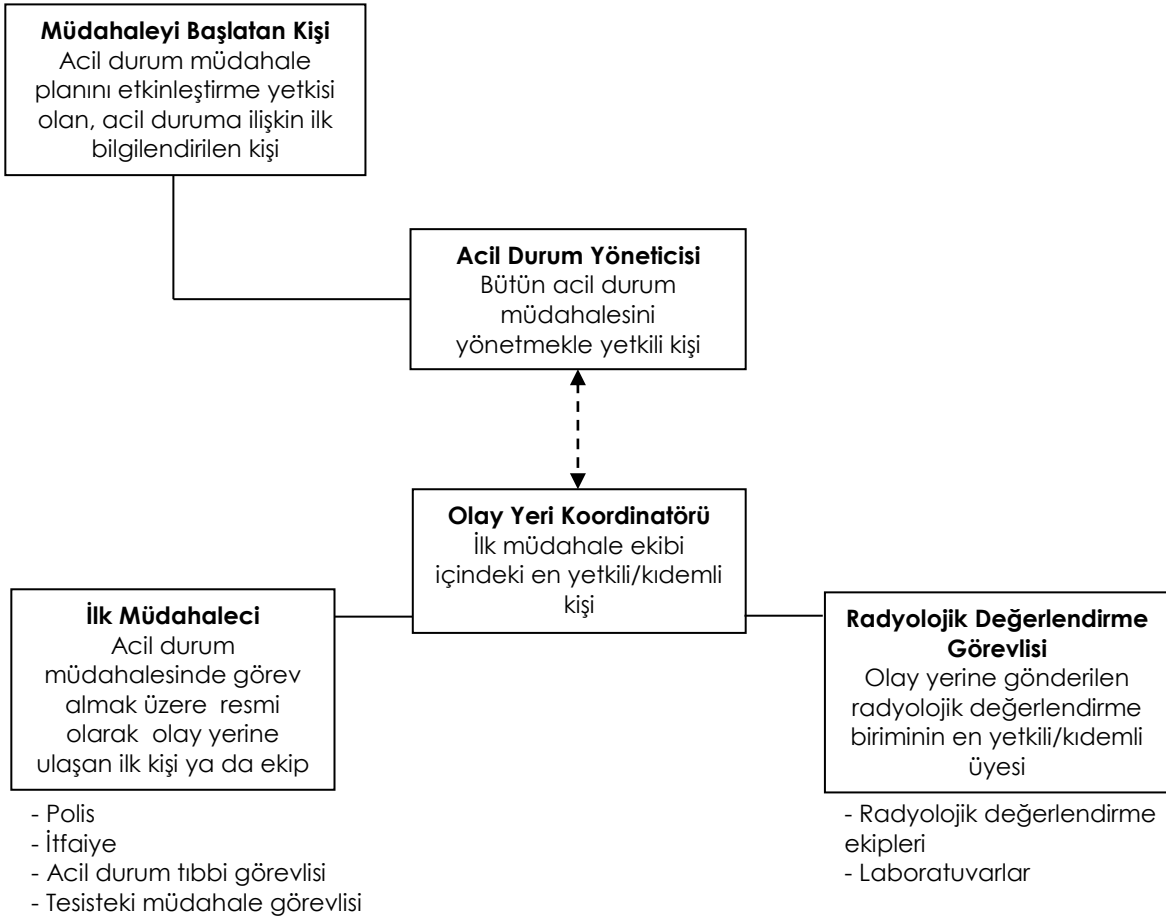 Müdahaleyi Başlatan Kişi
Acil durum müdahale
planını etkinleştirme yetkisi
olan, acil duruma ilişkin ilk
bilgilendirilen kişi
Acil Durum Yöneticisi
Bütün acil durum
müdahalesini
yönetmekle yetkili kişi
Olay Yeri Koordinatörü
İlk müdahale ekibi
içindeki en yetkili/kıdemli
kişi
İlk Müdahaleci
Acil durum
müdahalesinde görev
almak üzere resmi
olarak olay yerine
ulaşan ilk kişi ya da ekip
- Polis
- İtfaiye
- Acil durum tıbbi görevlisi
- Tesisteki müdahale görevlisi
Radyolojik Değerlendirme
Görevlisi
Olay yerine gönderilen
radyolojik değerlendirme
biriminin en yetkili/kıdemli
üyesi
- Radyolojik değerlendirme
ekipleri
- Laboratuvarlar